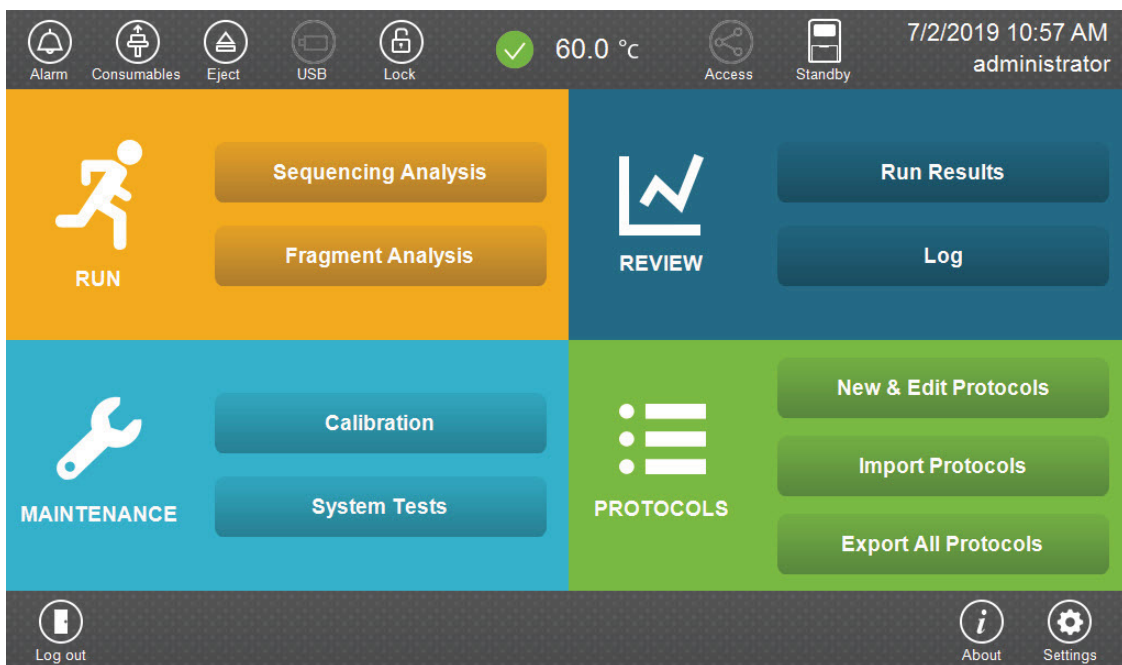 Alarm
Consumables
Eject
USB
Lock
60.0 °C
Access
Standby
7/2/2019 10:57 AM
administrator
RUN
Sequencing Analysis
Fragment Analysis
REVIEW
Run Results
Log
MAINTENANCE
Calibration
System Tests
PROTOCOLS
New & Edit Protocols
Import Protocols
Export All Protocols
Log out
i
About
Settings